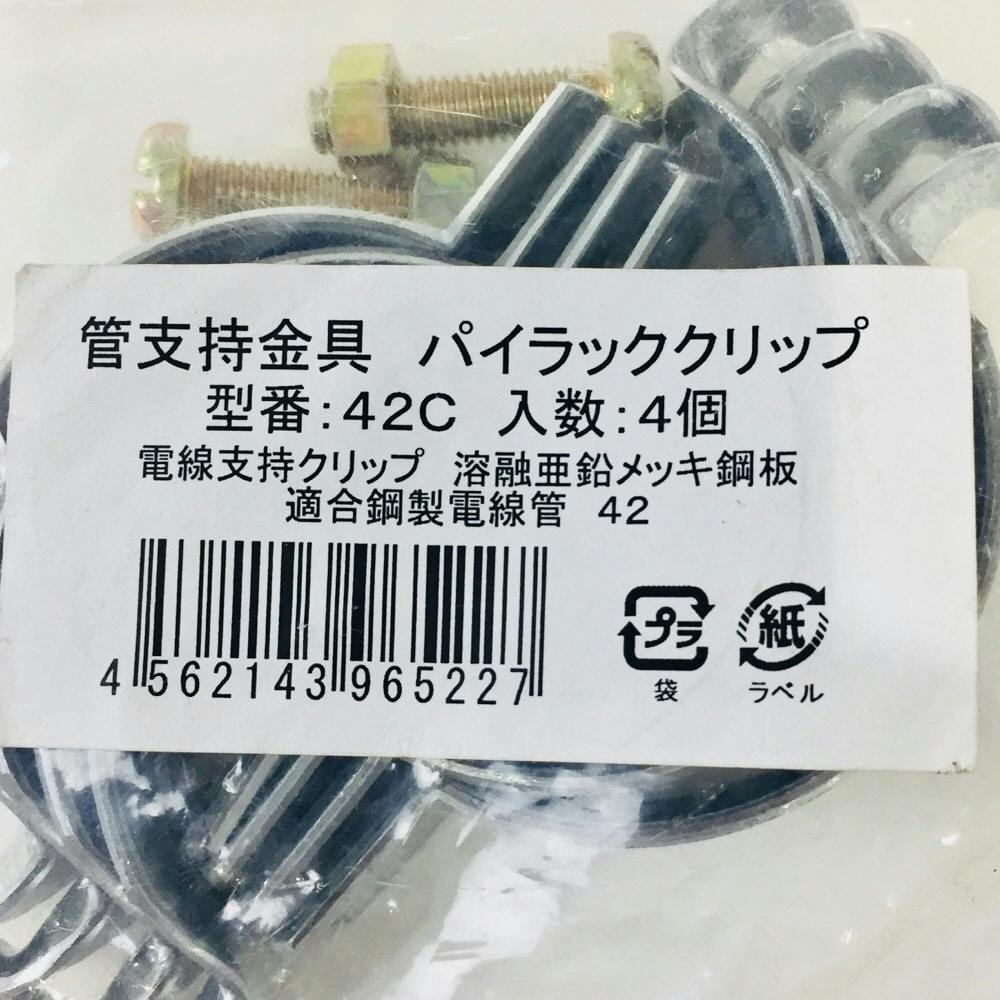 管支持金具　パイラッククリップ
型番：42C　入数：4個
電線支持クリップ　溶融亜鉛メッキ鋼板
適合鋼製電線管　42
4 562143 965227
プラ 紙
袋 ラベル